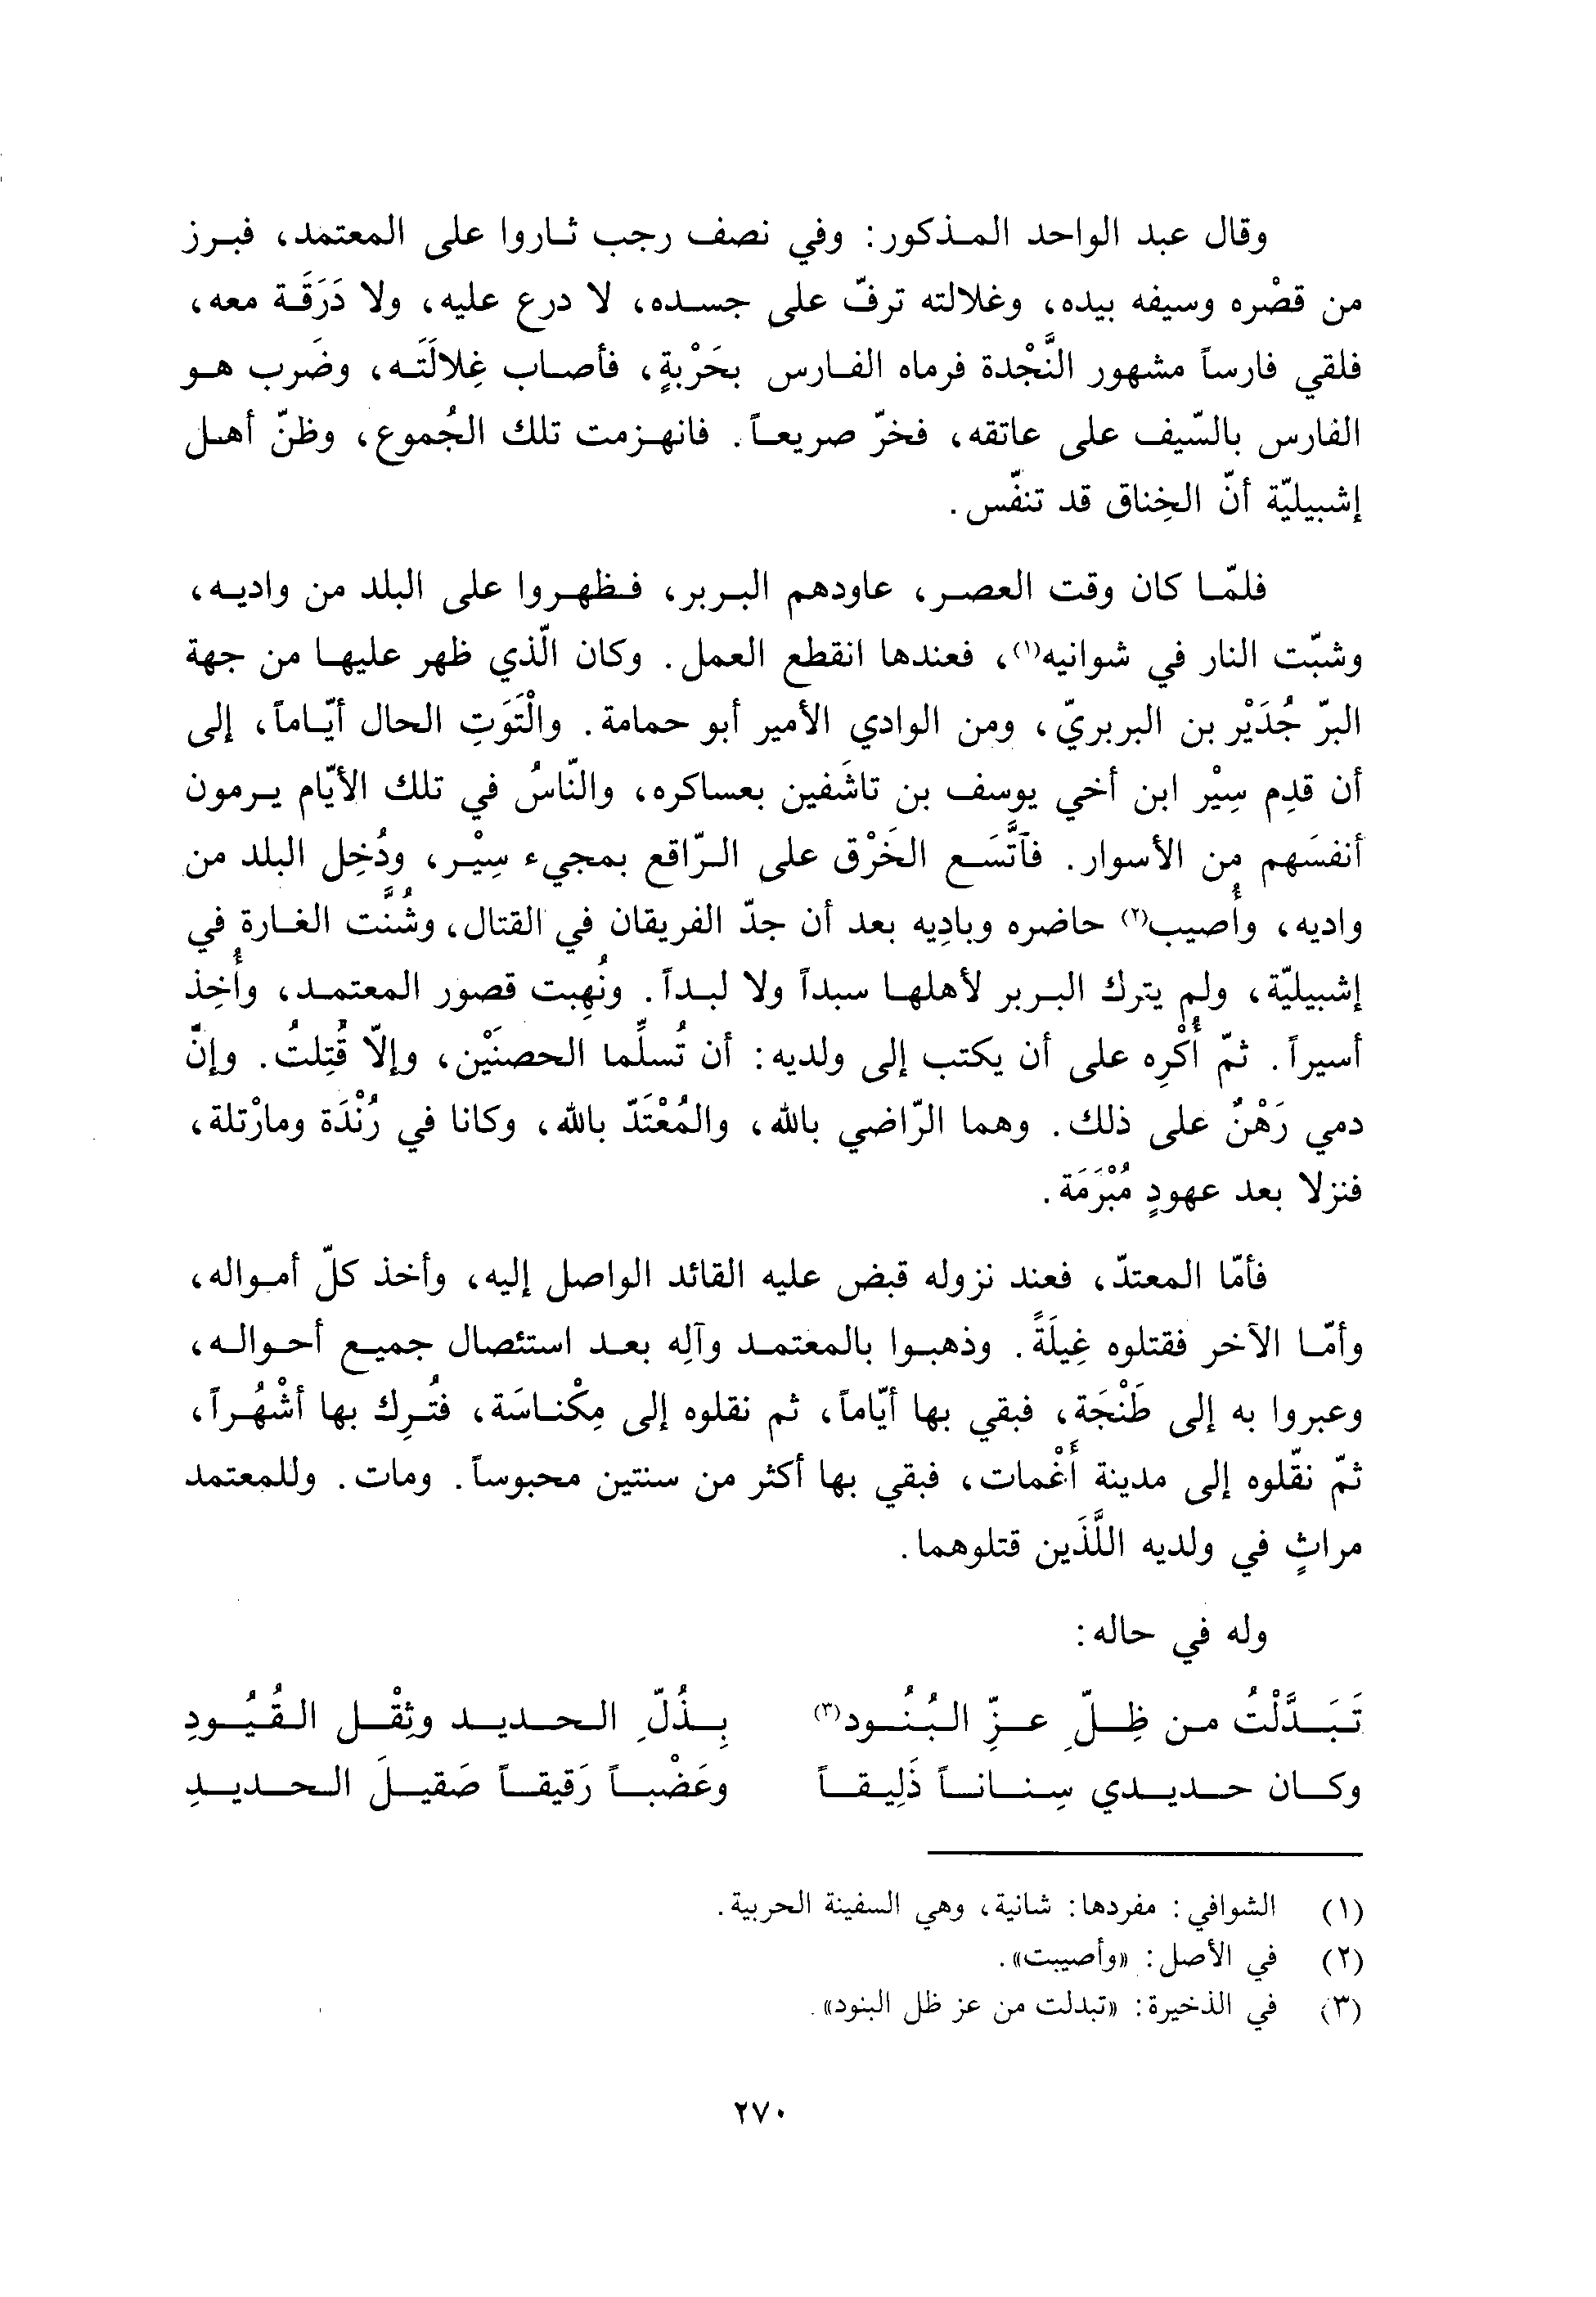 وقال عبد الواحد المذكور: وفي نصف رجب ثاروا على المعتمد، فبرز
من قصْره وسيفه بيده، وغلالته ترفّ على جسده، لا درع عليه، ولا دَرَقَة معه،
فلقي فارساً مشهور النَّجْدة فرماه الفارس بحَرْبةٍ، فأصاب غِلالَتَه، وضَرب هو
الفارس بالسّيف على عاتقه، فخرّ صريعاً. فانهزمت تلك الجُموع، وظنّ أهل
إشبيليّة أنّ الخِناق قد تنفّس.
فلمّا كان وقت العصر، عاودهم البربر، فظهروا على البلد من واديه،
وشبّت النار في شوانيه(١)، فعندها انقطع العمل. وكان الّذي ظهر عليها من جهة
البرّ جُدَيْر بن البربريّ، ومن الوادي الأمير أبو حمامة. والْتَوَتِ الحال أيّاماً، إلى
أن قدِم سِيْر ابن أخي يوسف بن تاشَفين بعساكره، والنّاسُ في تلك الأيّام يرمون
أنفسَهم من الأسوار. فاَتَّسَع الخَرْق على الرّاقع بمجيء سِيْر، ودُخِل البلد من
واديه، وأُصيب(٢) حاضره وبادِيه بعد أن جدّ الفريقان في القتال، وشُنَّت الغارة في
إشبيليّة، ولم يترك البربر لأهلها سبداً ولا لبداً. ونُهِبت قصور المعتمد، وأُخِذ
أسيراً. ثمّ أُكْرِه على أن يكتب إلى ولديه: أن تُسلِّما الحصنَيْن، وإلاّ قُتِلتُ. وإنّ
دمي رَهْنٌ على ذلك. وهما الرّاضي بالله، والمُعْتَدّ بالله، وكانا في رُنْدَة ومارْتلة،
فنزلا بعد عهودٍ مُبْرَمَة.
فأمّا المعتدّ، فعند نزوله قبض عليه القائد الواصل إليه، وأخذ كلّ أمواله،
وأمّا الآخر فقتلوه غِيلَةً. وذهبوا بالمعتمد وآلِه بعد استئصال جميع أحواله،
وعبروا به إلى طَنْجَة، فبقي بها أيّاماً، ثم نقلوه إلى مِكْناسَة، فتُرِك بها أشْهُراً،
ثمّ نقّلوه إلى مدينة أَغْمات، فبقي بها أكثر من سنتين محبوساً. ومات. وللمعتمد
مراثٍ في ولديه اللَّذَين قتلوهما.
وله في حاله:
تَبَدَّلْتُ من ظِلِّ عزِّ البُنُود(٣) بِذُلِّ الحديد وثِقْل القُيُودِ
وكان حديدي سِناناً ذَلِيقاً وعَضْباً رَقيقاً صَقيلَ الحديدِ
(١) الشوافي: مفردها: شانية، وهي السفينة الحربية.
(٢) في الأصل: «وأصيبت».
(٣) في الذخيرة: «تبدلت من عز ظل البنود».
٢٧٠